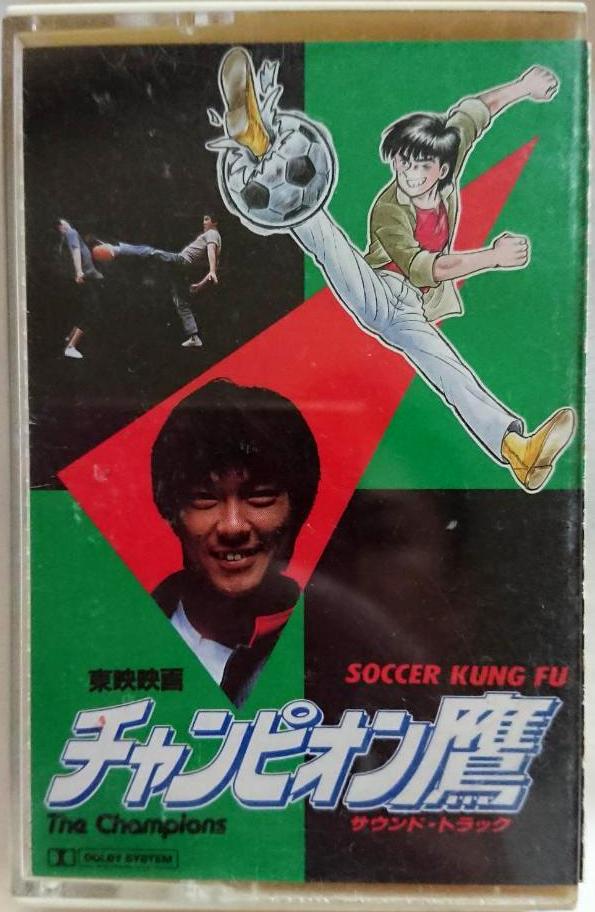 東映映画
SOCCER KUNG FU
チャンピオン鷹
The Champions
サウンド・トラック
DOLBY SYSTEM